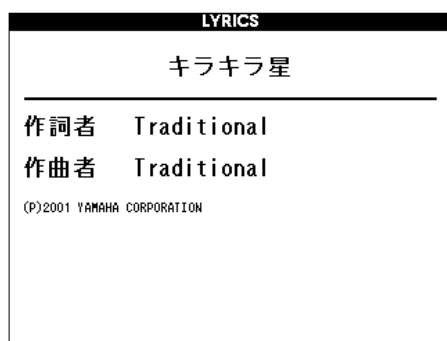 LYRICS
キラキラ星
作詞者 Traditional
作曲者 Traditional
(P)2001 YAMAHA CORPORATION